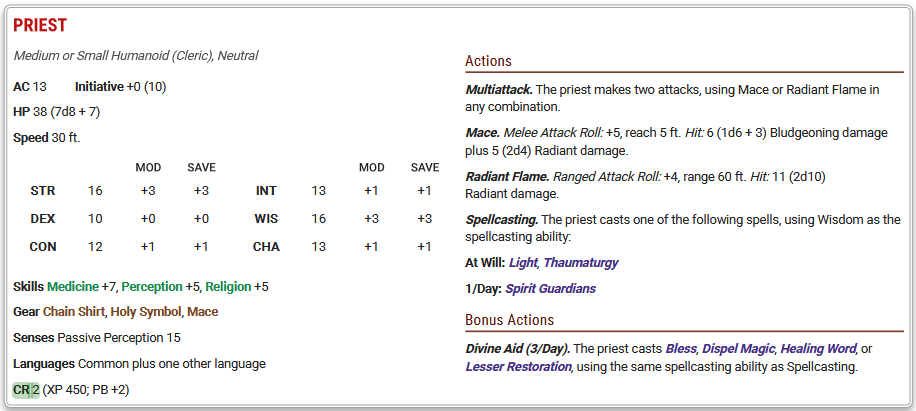 PRIEST
Medium or Small Humanoid (Cleric), Neutral
AC 13 Initiative +0 (10)
HP 38 (7d8 + 7)
Speed 30 ft.
MOD SAVE MOD SAVE
STR 16 +3 +3 INT 13 +1 +1
DEX 10 +0 +0 WIS 16 +3 +3
CON 12 +1 +1 CHA 13 +1 +1
Skills Medicine +7, Perception +5, Religion +5
Gear Chain Shirt, Holy Symbol, Mace
Senses Passive Perception 15
Languages Common plus one other language
CR 2 (XP 450; PB +2)
Actions
Multiattack. The priest makes two attacks, using Mace or Radiant Flame in
any combination.
Mace. Melee Attack Roll: +5, reach 5 ft. Hit: 6 (1d6 + 3) Bludgeoning damage
plus 5 (2d4) Radiant damage.
Radiant Flame. Ranged Attack Roll: +4, range 60 ft. Hit: 11 (2d10)
Radiant damage.
Spellcasting. The priest casts one of the following spells, using Wisdom as the
spellcasting ability:
At Will: Light, Thaumaturgy
1/Day: Spirit Guardians
Bonus Actions
Divine Aid (3/Day). The priest casts Bless, Dispel Magic, Healing Word, or
Lesser Restoration, using the same spellcasting ability as Spellcasting.